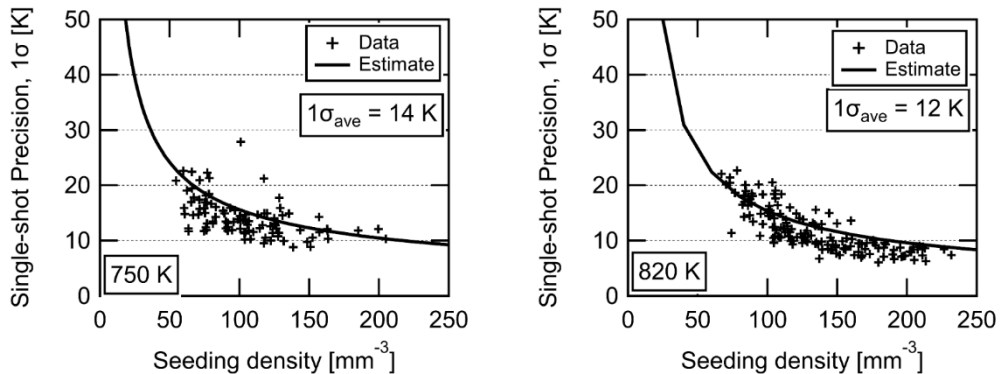 50
40
30
20
10
0
Single-shot Precision, 1σ [K]
Data
Estimate
1σave = 14 K
750 K
0 50 100 150 200 250
Seeding density [mm-3]
50
40
30
20
10
0
Single-shot Precision, 1σ [K]
Data
Estimate
1σave = 12 K
820 K
0 50 100 150 200 250
Seeding density [mm-3]